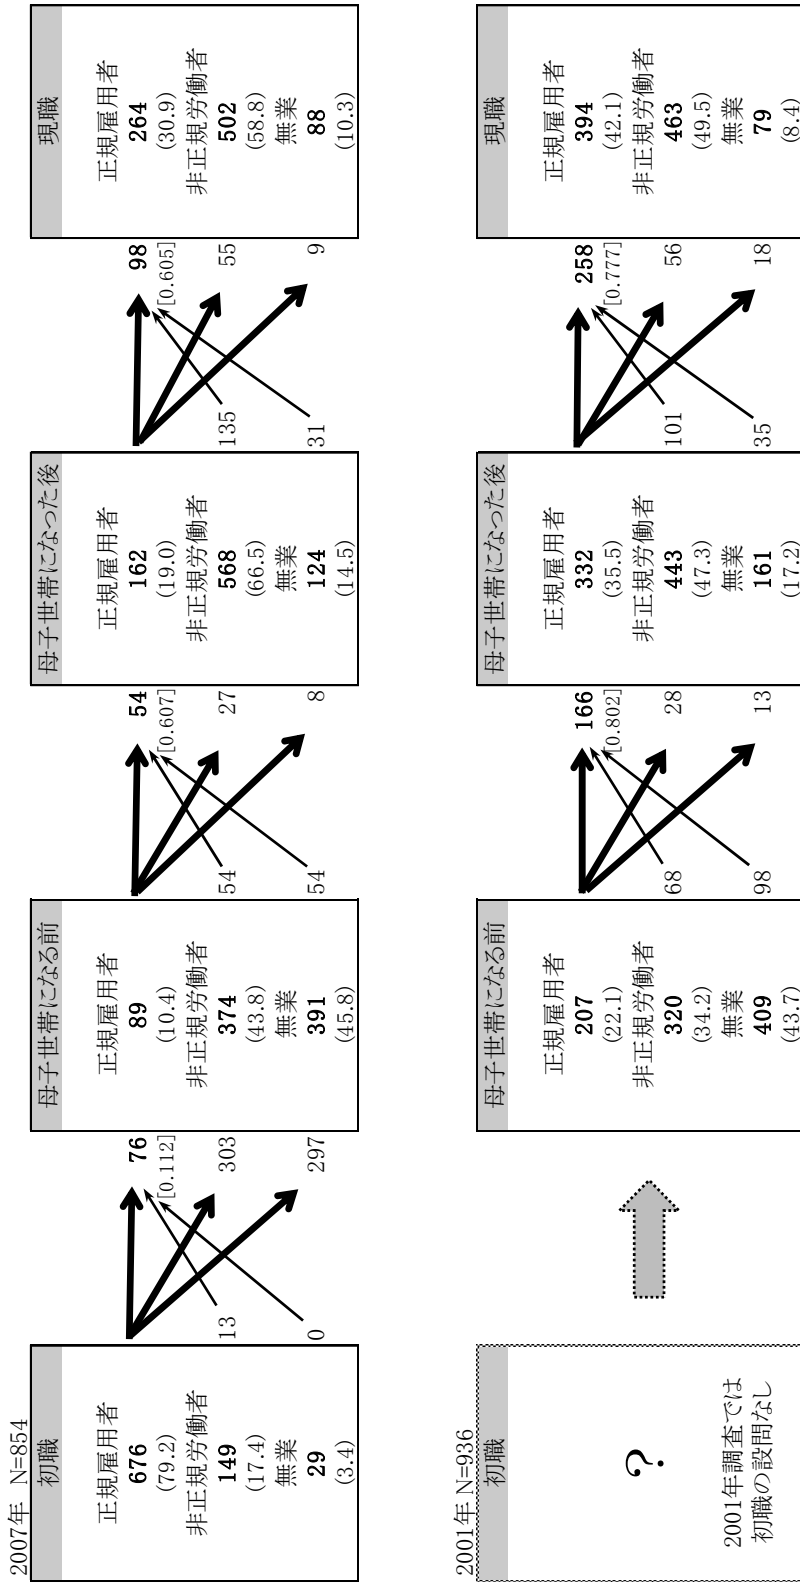 2007年 N=854
初職
正規雇用者
676
(79.2)
非正規労働者
149
(17.4)
無業
29
(3.4)
76
[0.112]
303
297
13
0
母子世帯になる前
正規雇用者
89
(10.4)
非正規労働者
374
(43.8)
無業
391
(45.8)
54
[0.607]
27
8
54
54
母子世帯になった後
正規雇用者
162
(19.0)
非正規労働者
568
(66.5)
無業
124
(14.5)
98
[0.605]
55
9
135
31
現職
正規雇用者
264
(30.9)
非正規労働者
502
(58.8)
無業
88
(10.3)
2001年 N=936
初職
?
2001年調査では
初職の設問なし
母子世帯になる前
正規雇用者
207
(22.1)
非正規労働者
320
(34.2)
無業
409
(43.7)
166
[0.802]
28
13
68
98
母子世帯になった後
正規雇用者
332
(35.5)
非正規労働者
443
(47.3)
無業
161
(17.2)
258
[0.777]
56
18
101
35
現職
正規雇用者
394
(42.1)
非正規労働者
463
(49.5)
無業
79
(8.4)